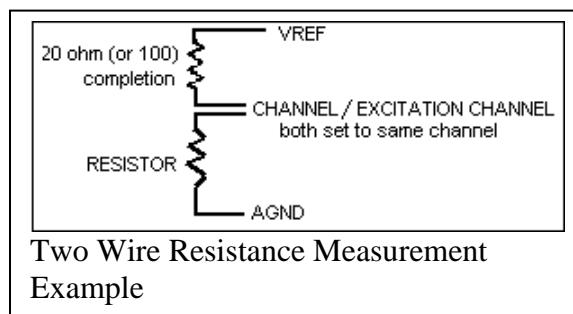 VREF
20 ohm (or 100)
completion
CHANNEL / EXCITATION CHANNEL
both set to same channel
RESISTOR
AGND
Two Wire Resistance Measurement
Example